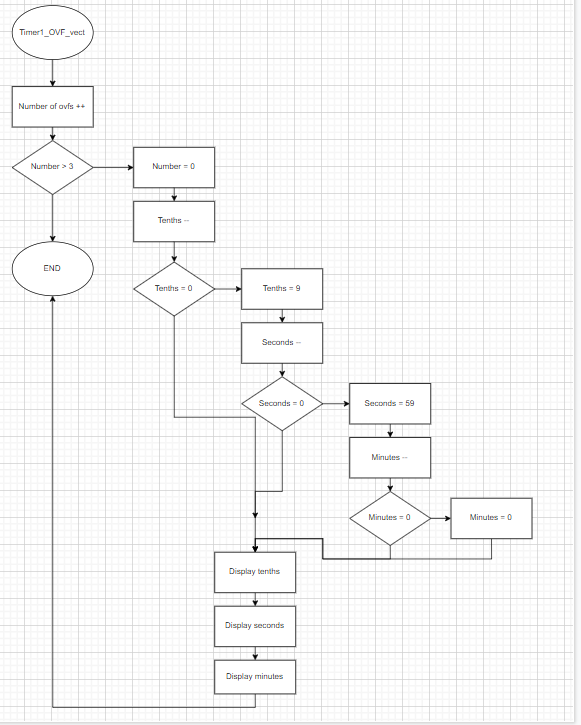 Timer1_OVF_vect
Number of ovfs ++
Number > 3
Number = 0
Tenths --
END
Tenths = 0
Tenths = 9
Seconds --
Seconds = 0
Seconds = 59
Minutes --
Minutes = 0
Minutes = 0
Display tenths
Display seconds
Display minutes